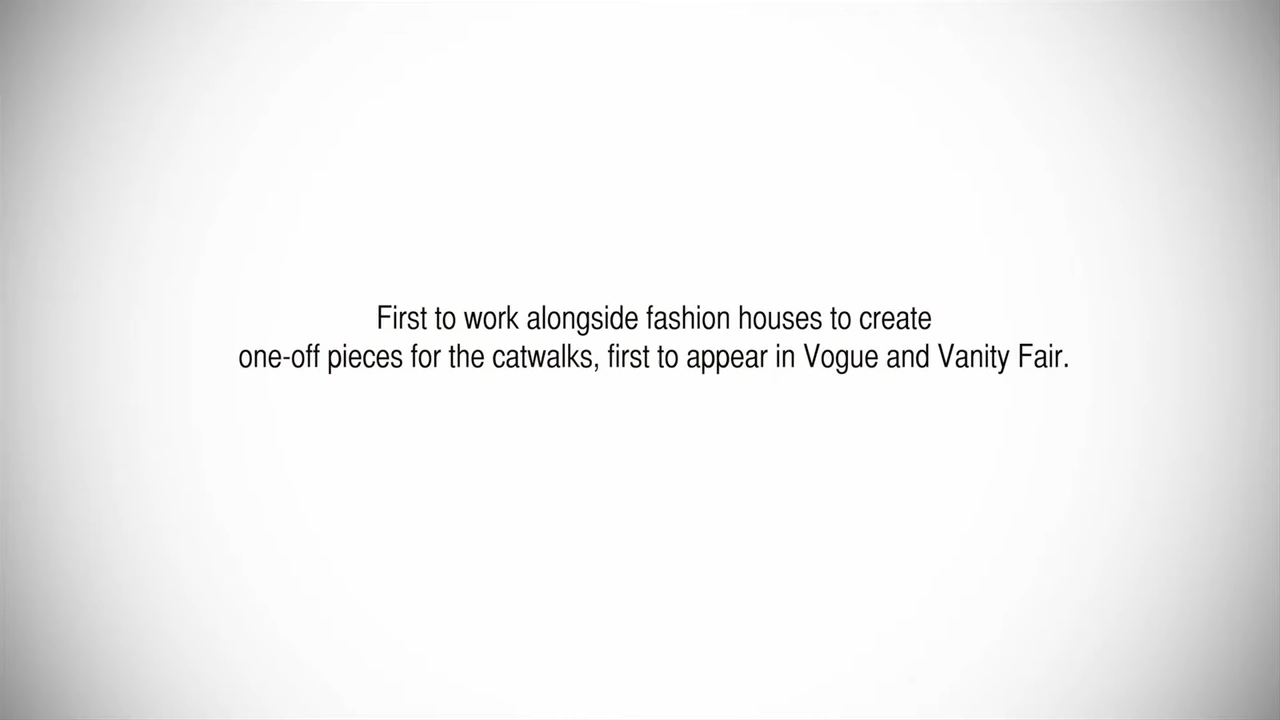 First to work alongside fashion houses to create
one-off pieces for the catwalks, first to appear in Vogue and Vanity Fair.